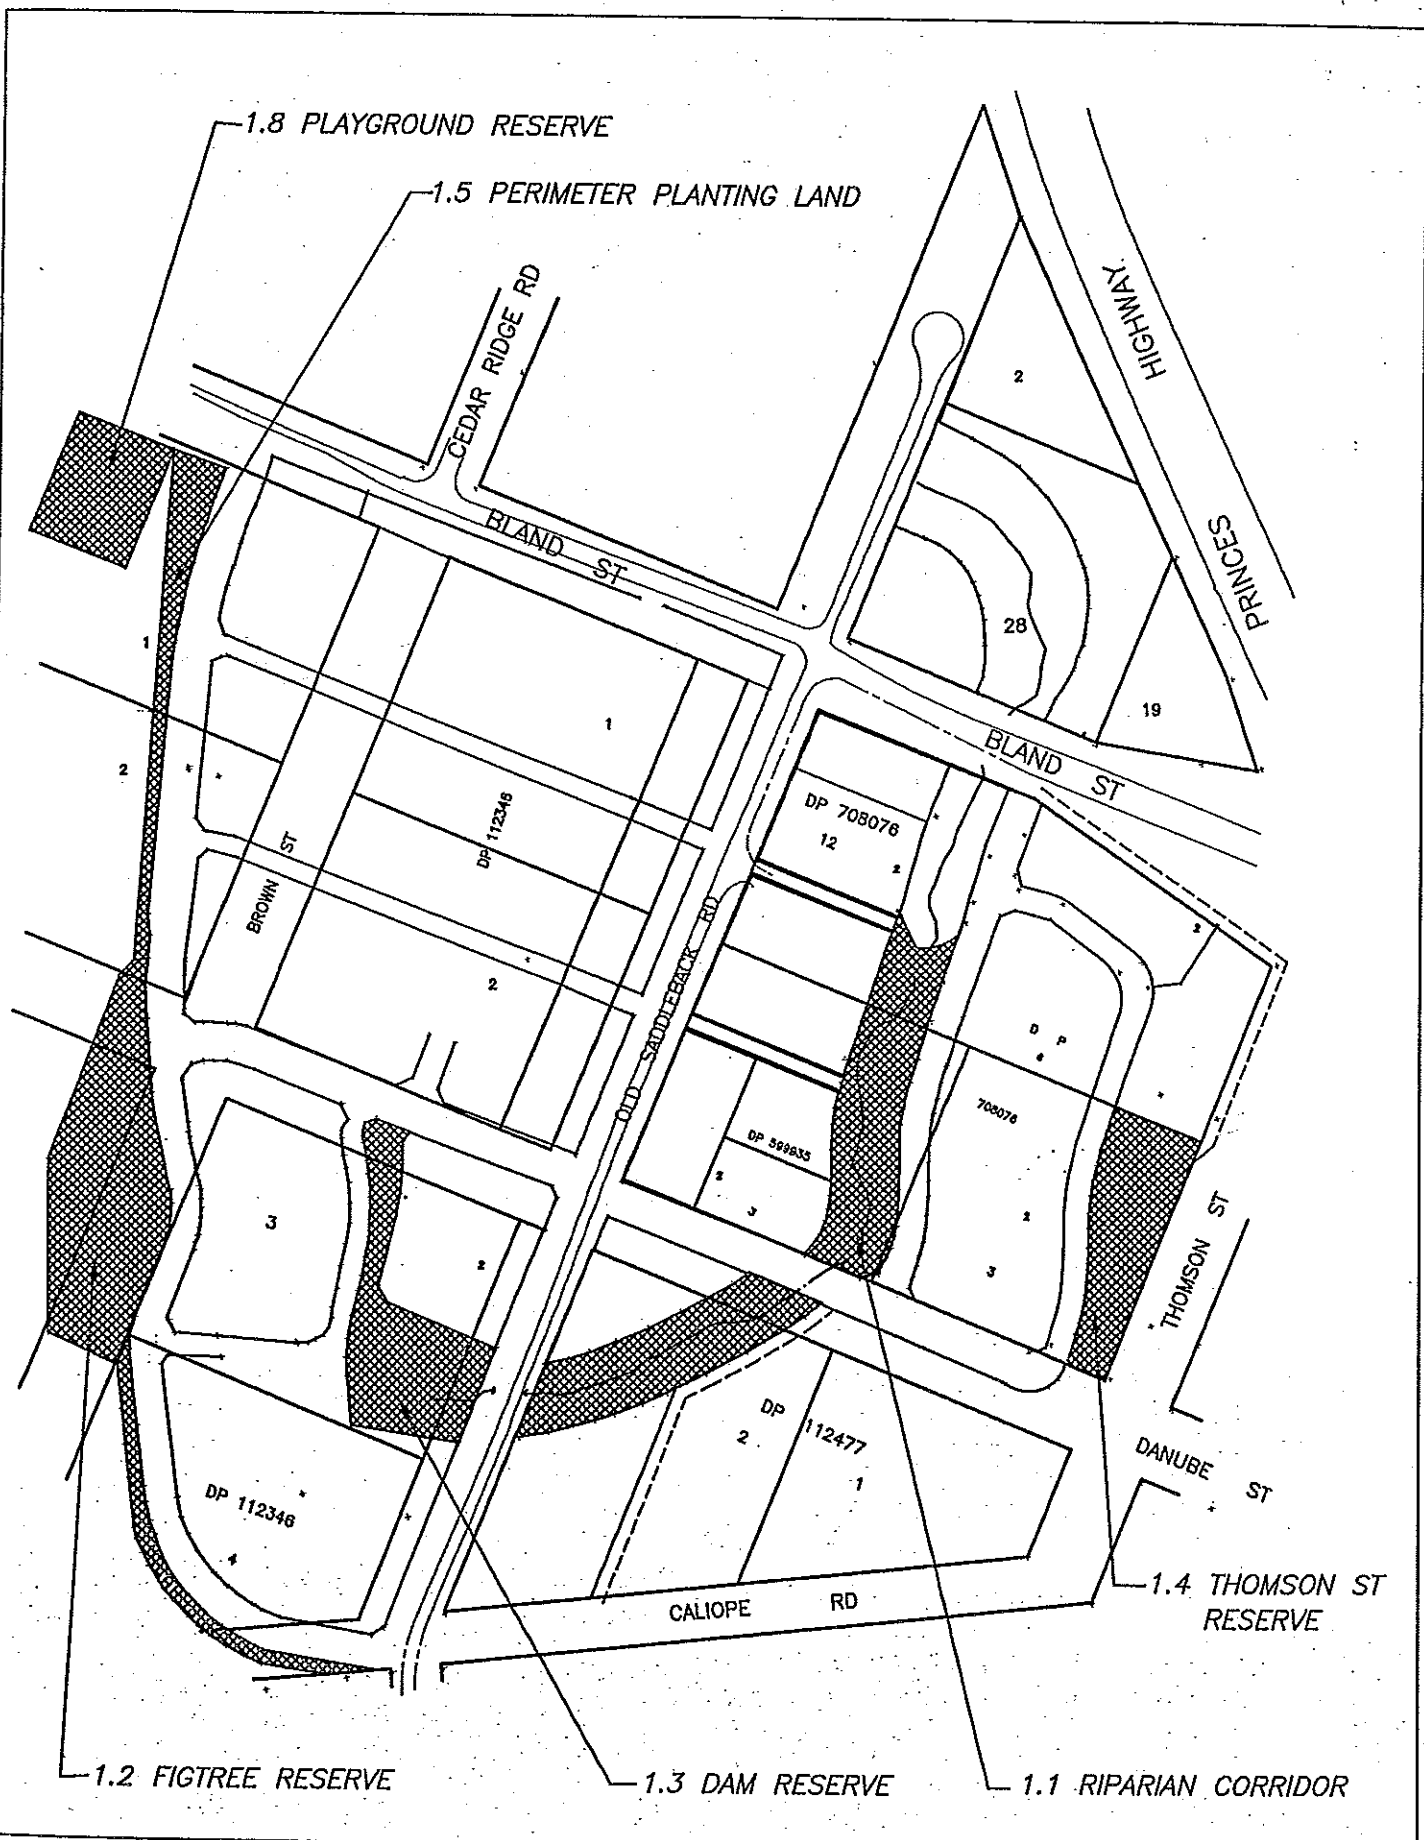 1.8 PLAYGROUND RESERVE
1.5 PERIMETER PLANTING LAND
CEDAR RIDGE RD
HIGHWAY.
PRINCES
2
BLAND ST
28
1
19
1
BLAND ST
2
DP 708076
12
2
DP 112346
BROWN ST
OLD SADDLEBACK RD
2
2
D P
4
708076
DP 599935
2
3
2
3
THOMSON ST
3
2
DP 112477
2
1
DANUBE ST
DP 112346
4
CALIOPE RD
1.4 THOMSON ST
RESERVE
1.2 FIGTREE RESERVE
1.3 DAM RESERVE
1.1 RIPARIAN CORRIDOR